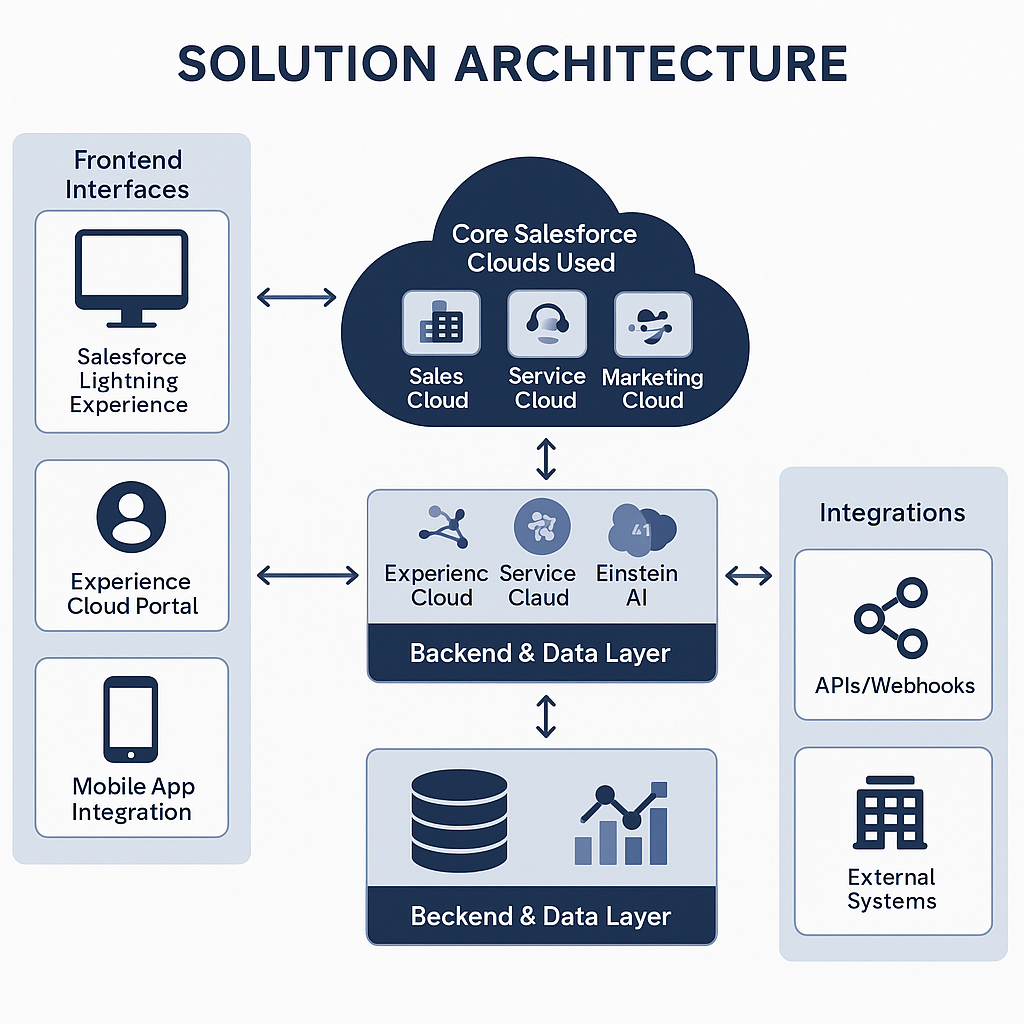 SOLUTION ARCHITECTURE
Frontend
Interfaces
Salesforce
Lightning
Experience
Experience
Cloud Portal
Mobile App
Integration
Core Salesforce
Clouds Used
Sales
Cloud
Service
Cloud
Marketing
Cloud
Experienc
Cloud
Service
Claud
Einstein
AI
Backend & Data Layer
Beckend & Data Layer
Integrations
APIs/Webhooks
External
Systems